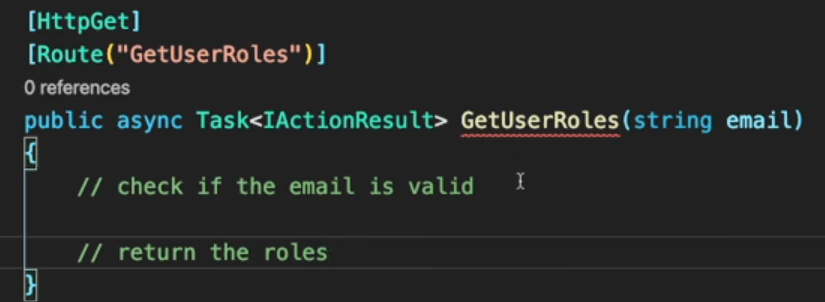 [HttpGet]
[Route("GetUserRoles")]
0 references
public async Task<IActionResult> GetUserRoles(string email)
{
// check if the email is valid
// return the roles
}